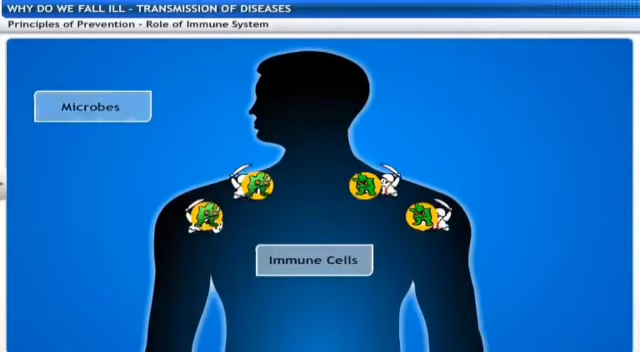 WHY DO WE FALL ILL - TRANSMISSION OF DISEASES
Principles of Prevention - Role of Immune System
Microbes
Immune Cells